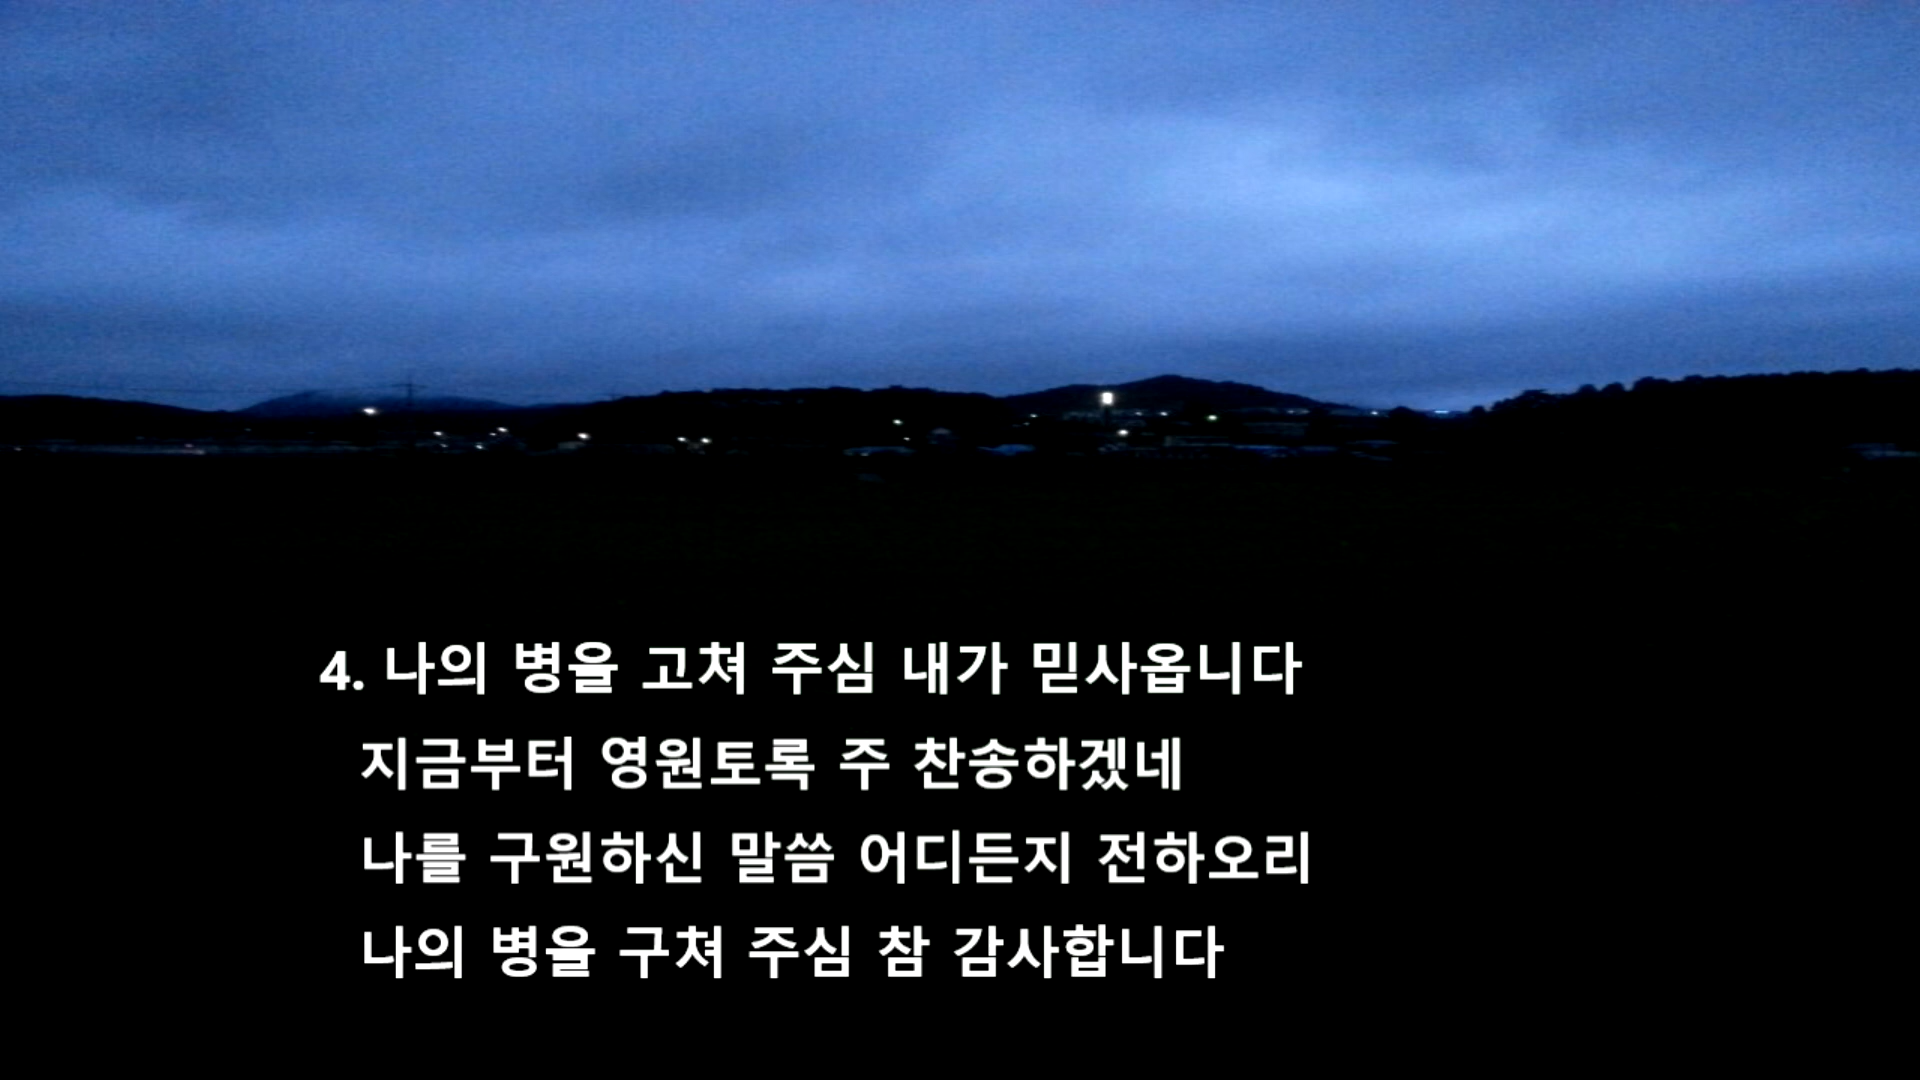 4. 나의 병을 고쳐 주심 내가 믿사옵니다
지금부터 영원토록 주 찬송하겠네
나를 구원하신 말씀 어디든지 전하오리
나의 병을 구쳐 주심 참 감사합니다